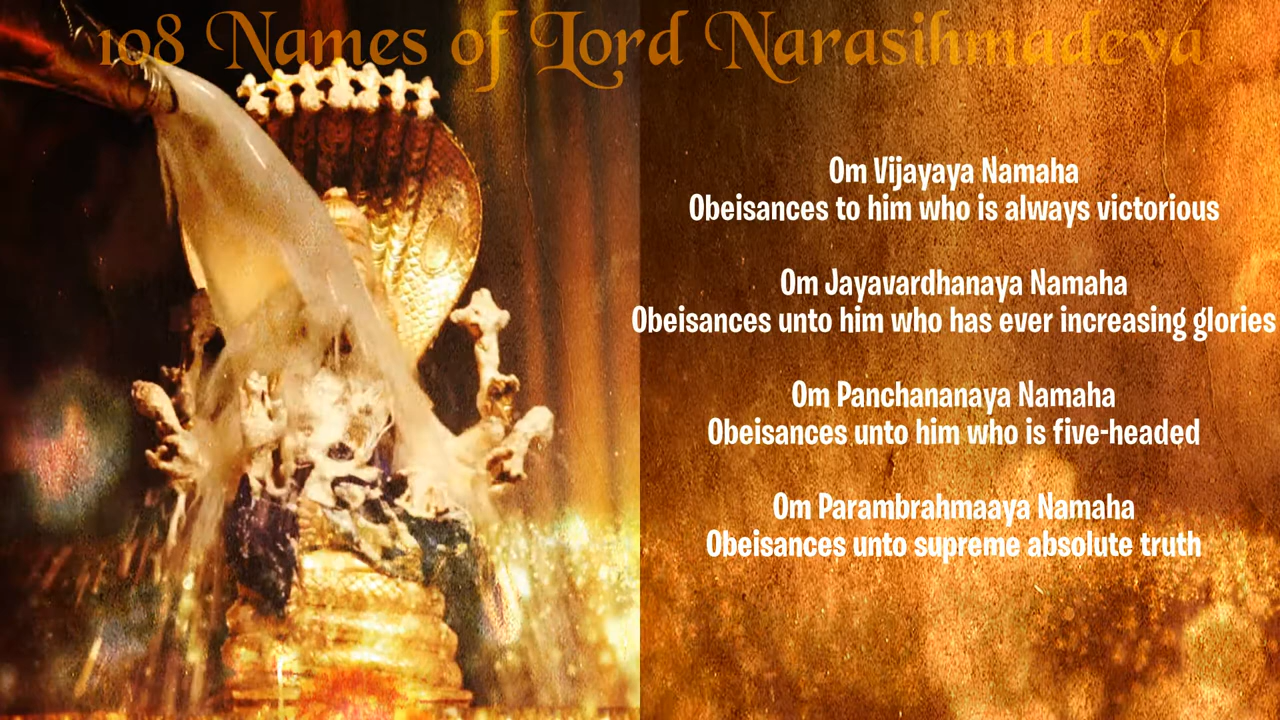 108 Names of Lord Narasihmadeva
Om Vijayaya Namaha
Obeisances to him who is always victorious
Om Jayavardhanaya Namaha
Obeisances unto him who has ever increasing glories
Om Panchananaya Namaha
Obeisances unto him who is five-headed
Om Parambrahmaaya Namaha
Obeisances unto supreme absolute truth